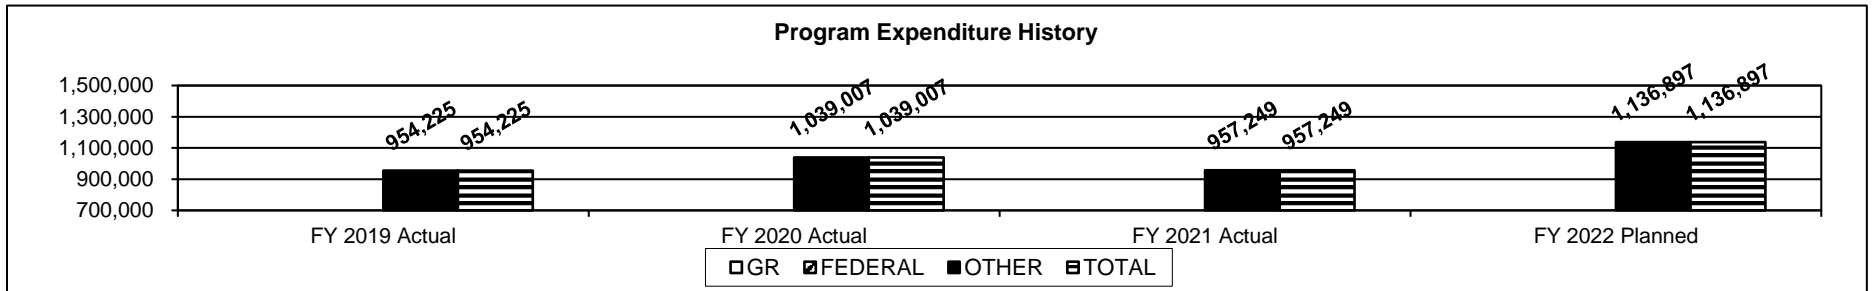 Program Expenditure History
1,500,000
1,300,000
1,100,000
900,000
700,000
954,225
954,225
1,039,007
1,039,007
957,249
957,249
1,136,897
1,136,897
FY 2019 Actual
FY 2020 Actual
FY 2021 Actual
FY 2022 Planned
GR FEDERAL OTHER TOTAL